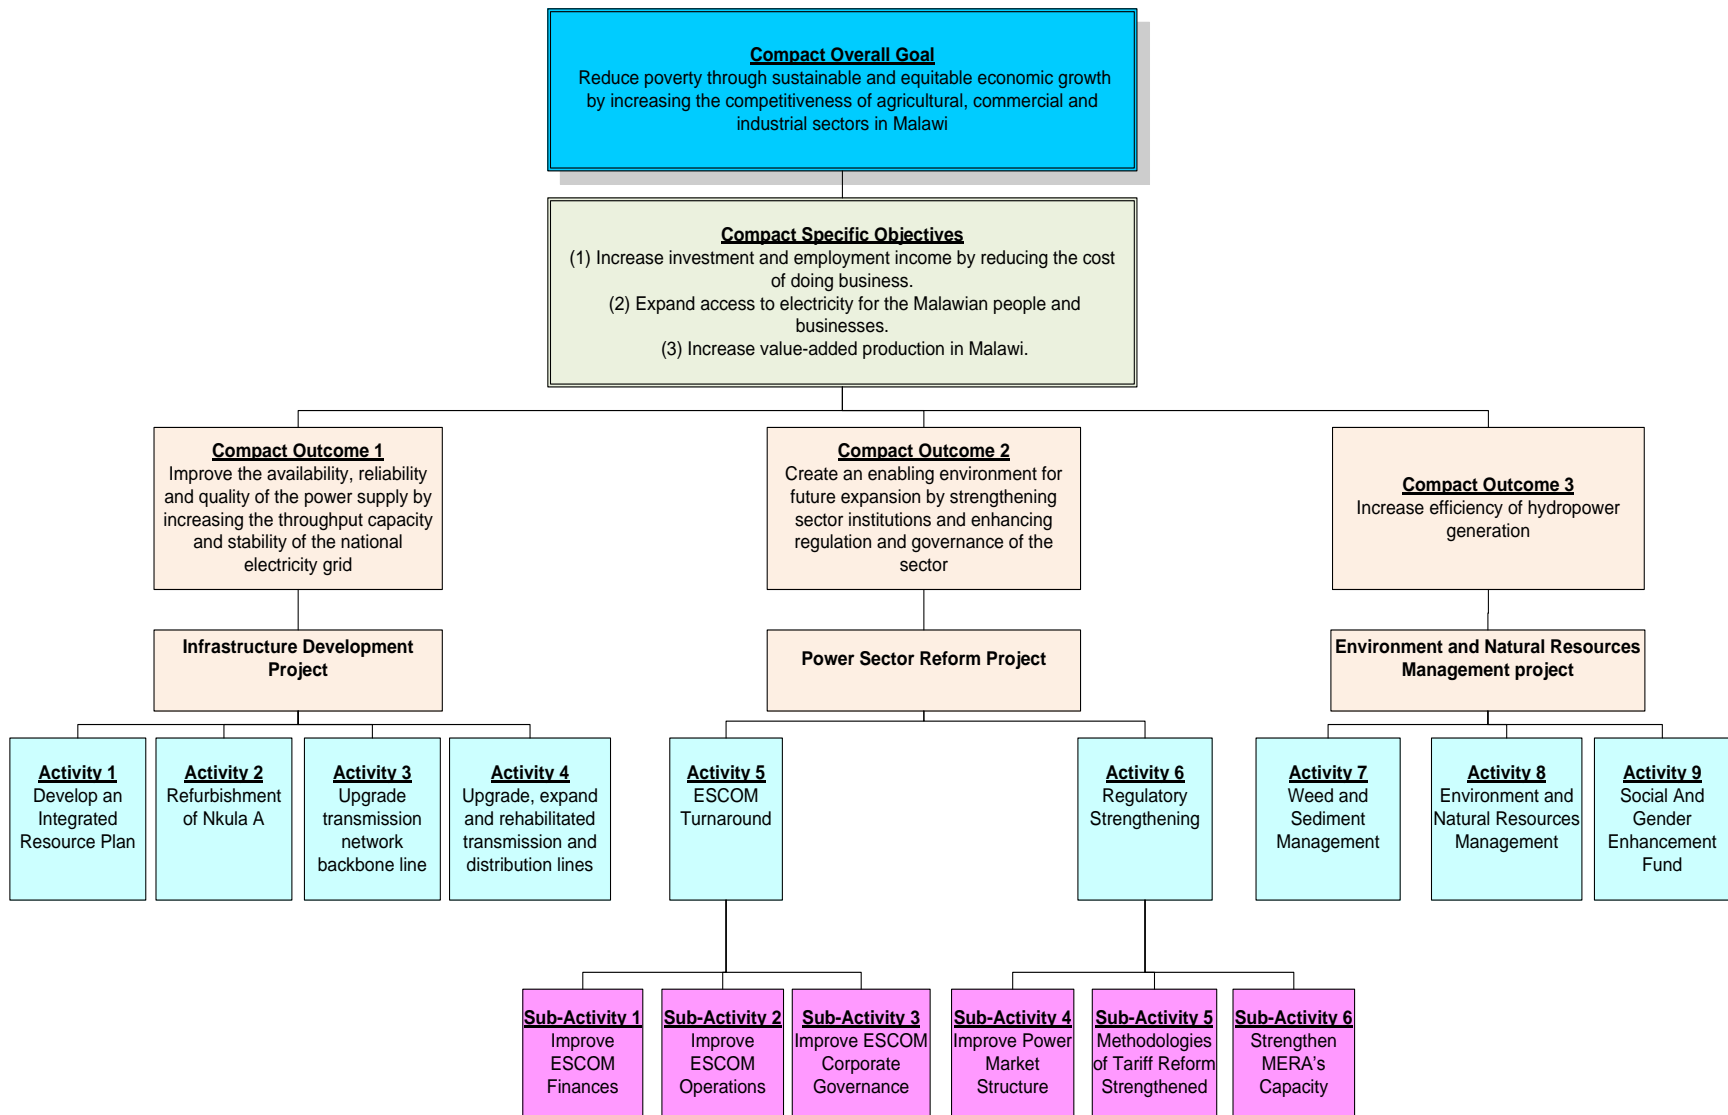 Compact Overall Goal
Reduce poverty through sustainable and equitable economic growth
by increasing the competitiveness of agricultural, commercial and
industrial sectors in Malawi
Compact Specific Objectives
(1) Increase investment and employment income by reducing the cost
of doing business.
(2) Expand access to electricity for the Malawian people and
businesses.
(3) Increase value-added production in Malawi.
Compact Outcome 1
Improve the availability, reliability
and quality of the power supply by
increasing the throughput capacity
and stability of the national
electricity grid
Compact Outcome 2
Create an enabling environment for
future expansion by strengthening
sector institutions and enhancing
regulation and governance of the
sector
Compact Outcome 3
Increase efficiency of hydropower
generation
Infrastructure Development
Project
Power Sector Reform Project
Environment and Natural Resources
Management project
Activity 1
Develop an
Integrated
Resource Plan
Activity 2
Refurbishment
of Nkula A
Activity 3
Upgrade
transmission
network
backbone line
Activity 4
Upgrade, expand
and rehabilitated
transmission and
distribution lines
Activity 5
ESCOM
Turnaround
Activity 6
Regulatory
Strengthening
Activity 7
Weed and
Sediment
Management
Activity 8
Environment and
Natural Resources
Management
Activity 9
Social And
Gender
Enhancement
Fund
Sub-Activity 1
Improve
ESCOM
Finances
Sub-Activity 2
Improve
ESCOM
Operations
Sub-Activity 3
Improve ESCOM
Corporate
Governance
Sub-Activity 4
Improve Power
Market
Structure
Sub-Activity 5
Methodologies
of Tariff Reform
Strengthened
Sub-Activity 6
Strengthen
MERA's
Capacity